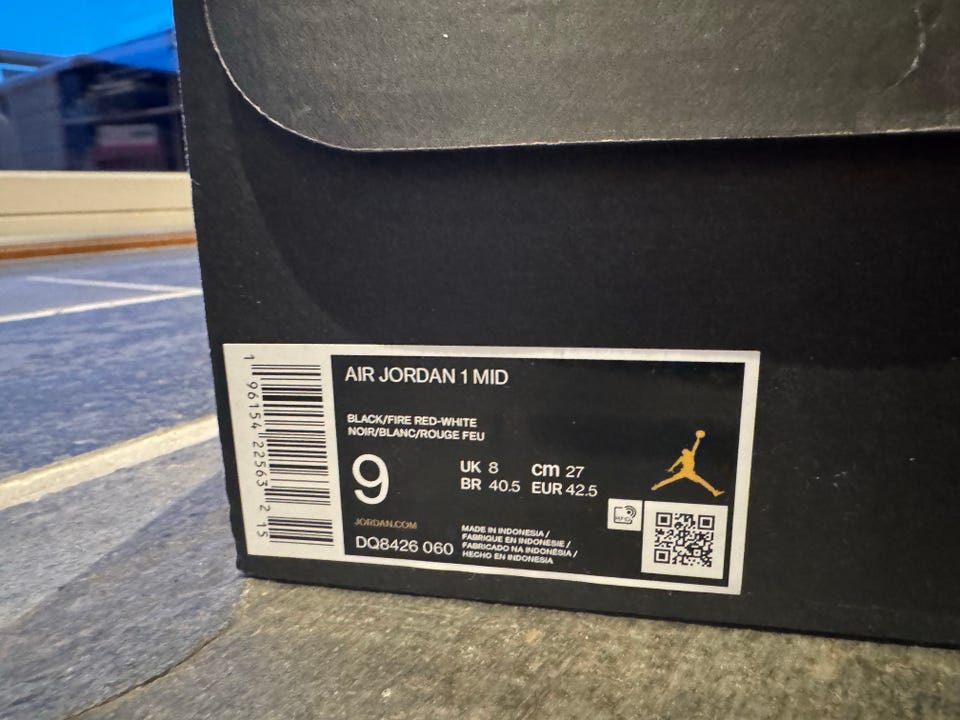 AIR JORDAN 1 MID
BLACK/FIRE RED-WHITE
NOIR/BLANC/ROUGE FEU
9
UK 8 cm 27
BR 40.5 EUR 42.5
JORDAN.COM
DQ8426 060
MADE IN INDONESIA /
FABRIQUE EN INDONESIE /
FABRICADO NA INDONÉSIA /
HECHO EN INDONESIA
RFID
1 96154 22563 2 15